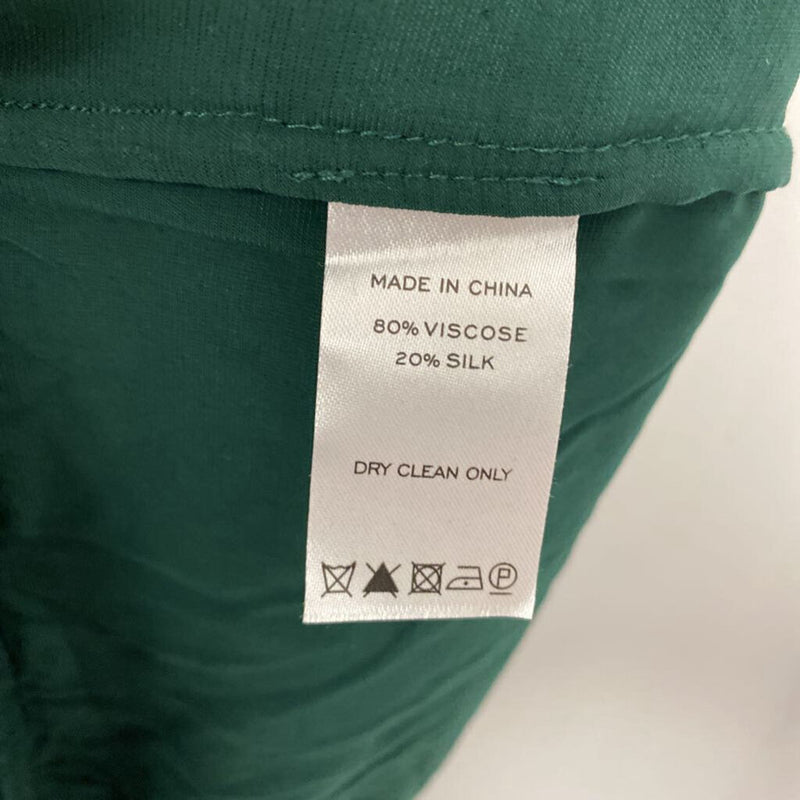 MADE IN CHINA
80% VISCOSE
20% SILK
DRY CLEAN ONLY
P